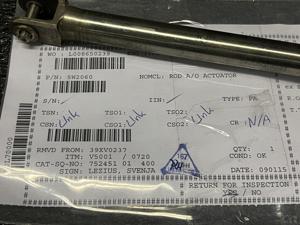 WO : L008650239
P/N: SW2060 NOMCL: ROD A/O ACTUATOR
S/N: IIN: TYPE: PA
TSN: Unk TSO1: Unk TSO2: Unk
CSN: Unk CSO1: Unk CSO2: Unk CR : N/A
RMVD FROM: 39XV0237 QTY: 1
ITM: V5001 / 0720 COND: OK
CAT-SQ-NO: 752451 01 400 DATE: 090115
SIGN: LEZIUS, SVENJA
RETURN FOR INSPECTION
YES / NO